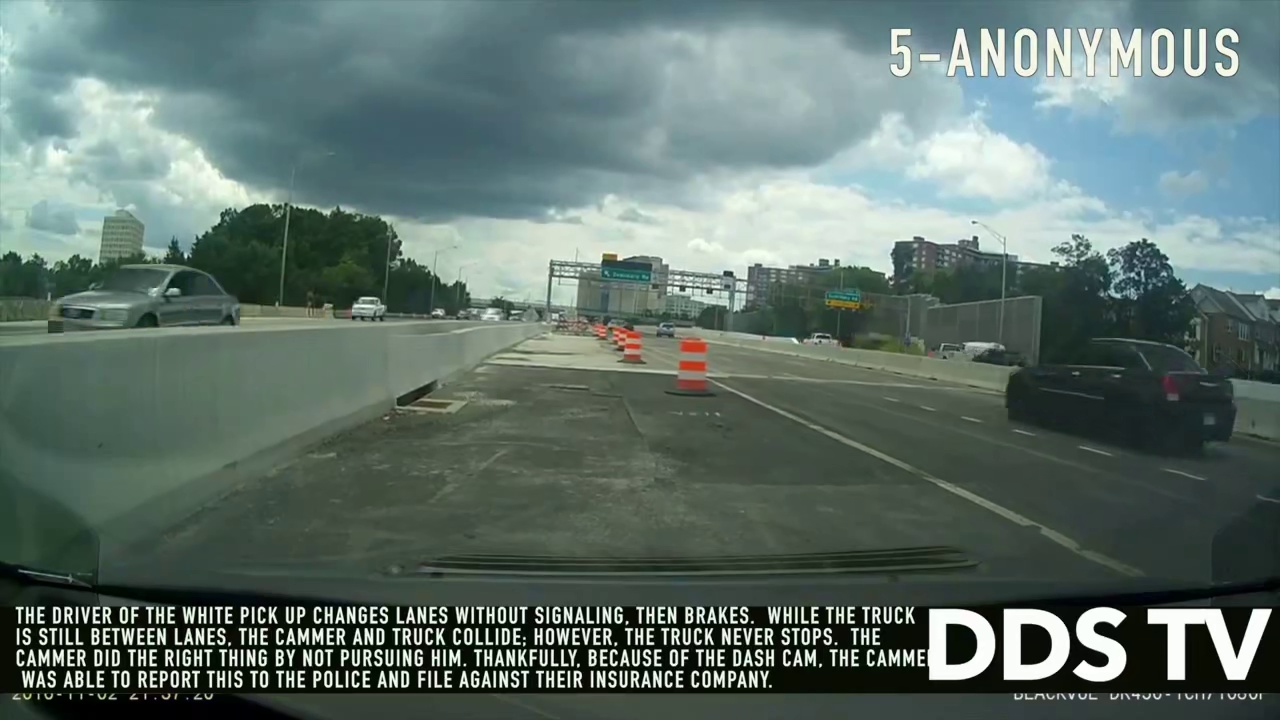 5-ANONYMOUS
THE DRIVER OF THE WHITE PICK UP CHANGES LANES WITHOUT SIGNALING, THEN BRAKES. WHILE THE TRUCK
IS STILL BETWEEN LANES, THE CAMMER AND TRUCK COLLIDE; HOWEVER, THE TRUCK NEVER STOPS. THE
CAMMER DID THE RIGHT THING BY NOT PURSUING HIM. THANKFULLY, BECAUSE OF THE DASH CAM, THE CAMME
WAS ABLE TO REPORT THIS TO THE POLICE AND FILE AGAINST THEIR INSURANCE COMPANY.
DDS TV